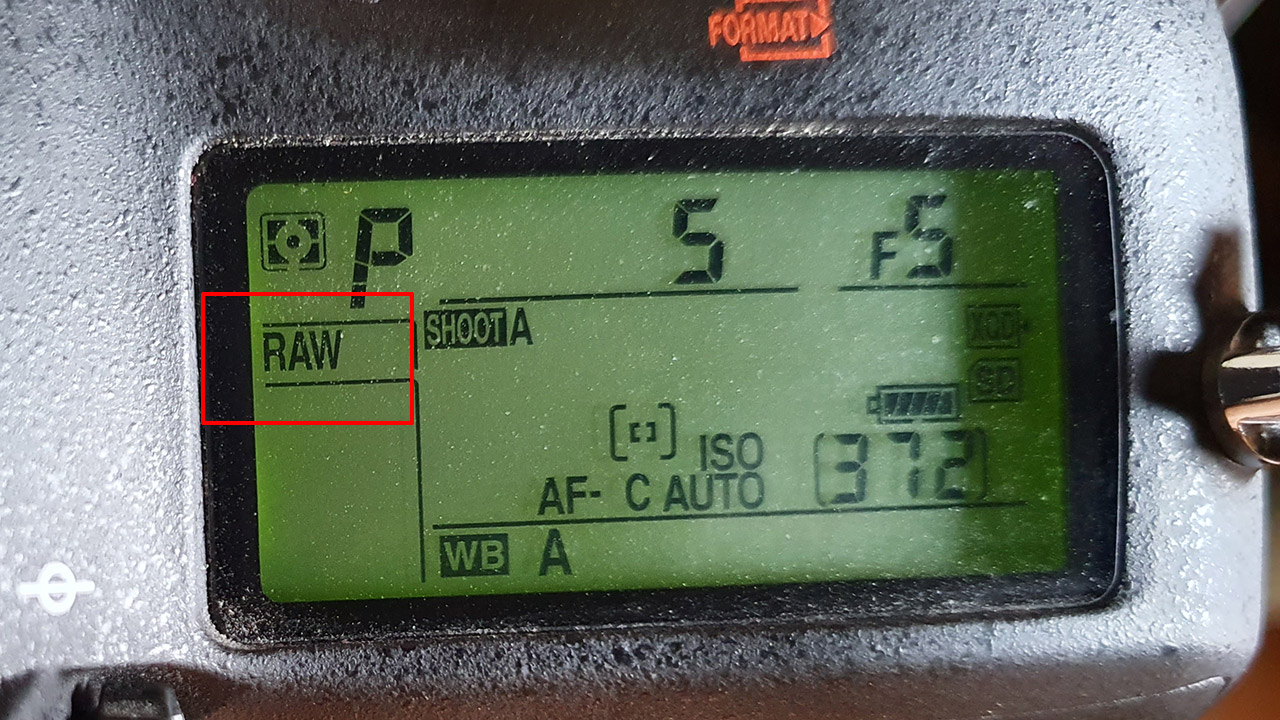 FORMAT
P 5 F5
RAW SHOOT A
XQD
SD
ISO
AF-C AUTO 372
WB A